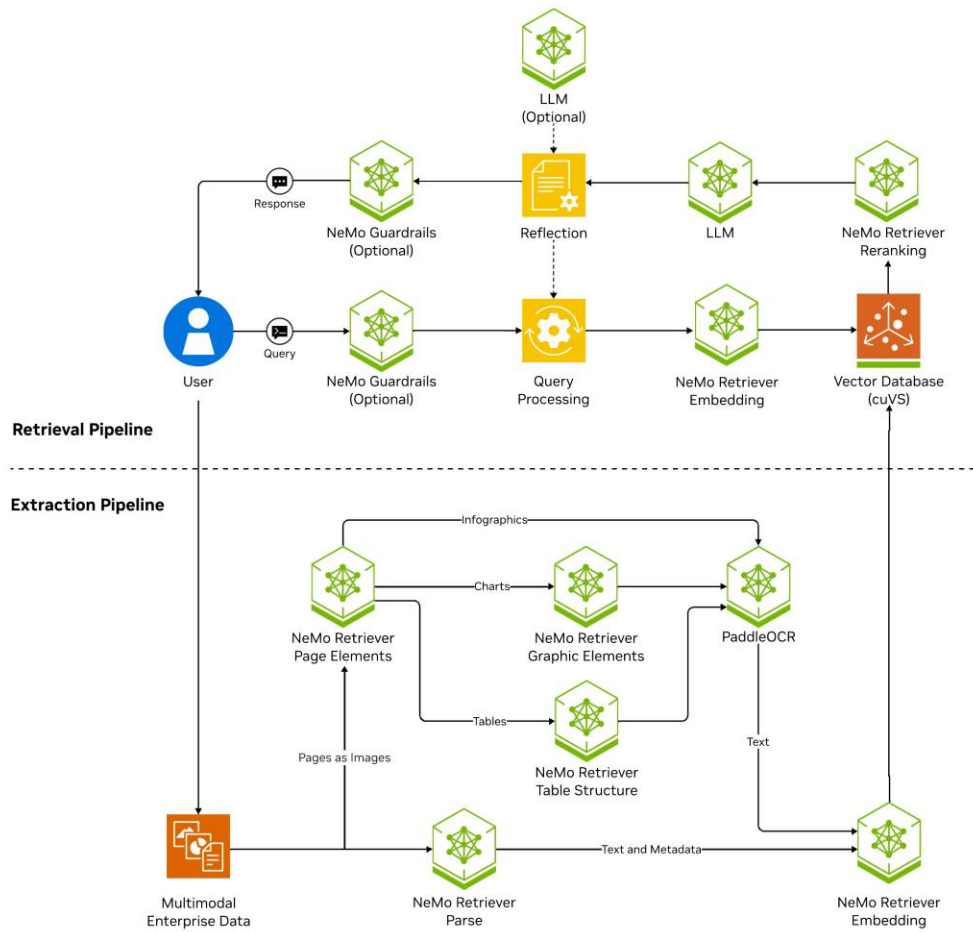 LLM
(Optional)
Response
NeMo Guardrails
(Optional)
Reflection
LLM
NeMo Retriever
Reranking
User
Query
NeMo Guardrails
(Optional)
Query
Processing
NeMo Retriever
Embedding
Vector Database
(cuVS)
Retrieval Pipeline
Extraction Pipeline
Infographics
Charts
NeMo Retriever
Page Elements
NeMo Retriever
Graphic Elements
PaddleOCR
Tables
NeMo Retriever
Table Structure
Pages as Images
Text
Text and Metadata
Multimodal
Enterprise Data
NeMo Retriever
Parse
NeMo Retriever
Embedding